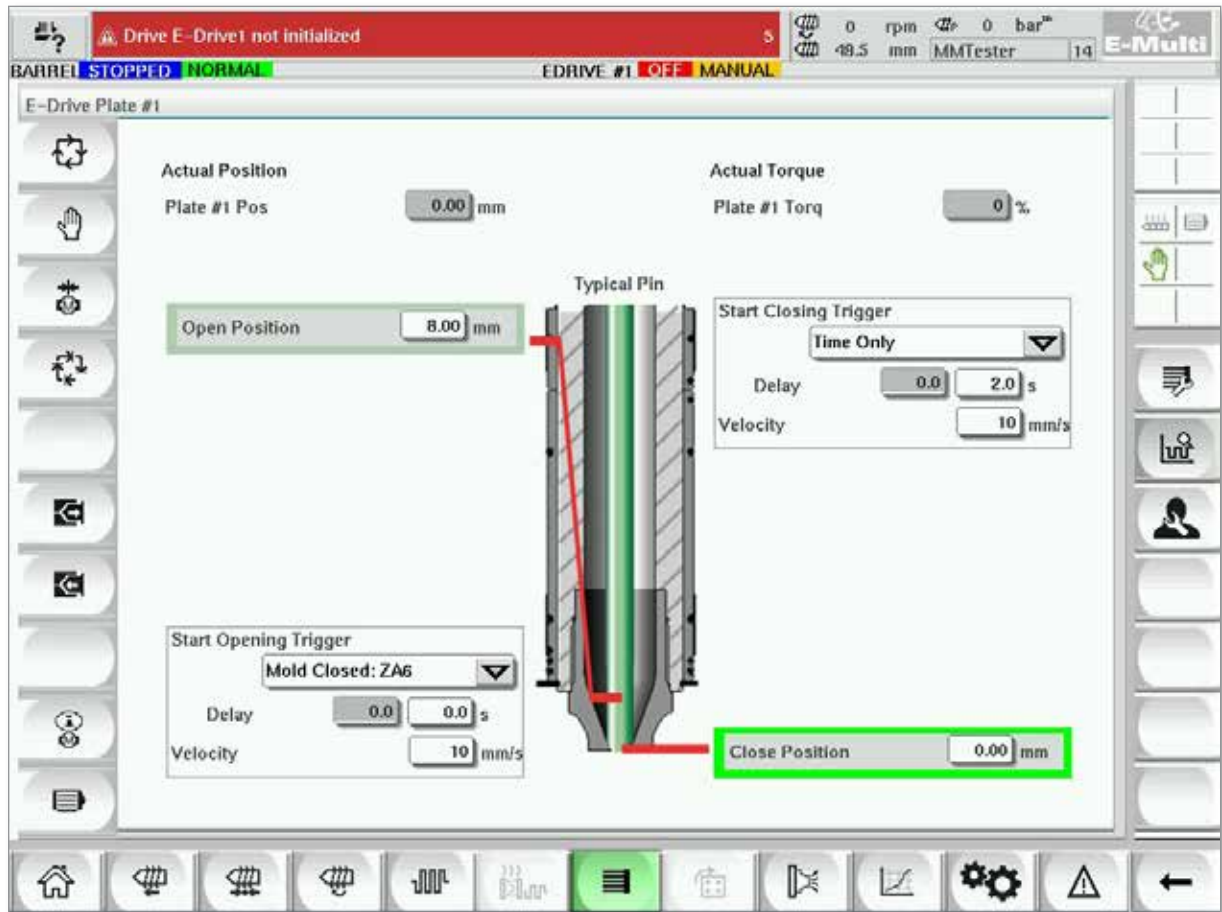 Drive E-Drive1 not initialized 5
0 rpm 0 bar
48.5 mm MMTester 14
E-Multi
BARREL STOPPED NORMAL EDRIVE #1 OFF MANUAL
E-Drive Plate #1
Actual Position Actual Torque
Plate #1 Pos 0.00 mm Plate #1 Torq 0 %
Typical Pin
Open Position 8.00 mm
Start Closing Trigger
Time Only
Delay 0.0 2.0 s
Velocity 10 mm/s
Start Opening Trigger
Mold Closed: ZA6
Delay 0.0 0.0 s
Velocity 10 mm/s
Close Position 0.00 mm